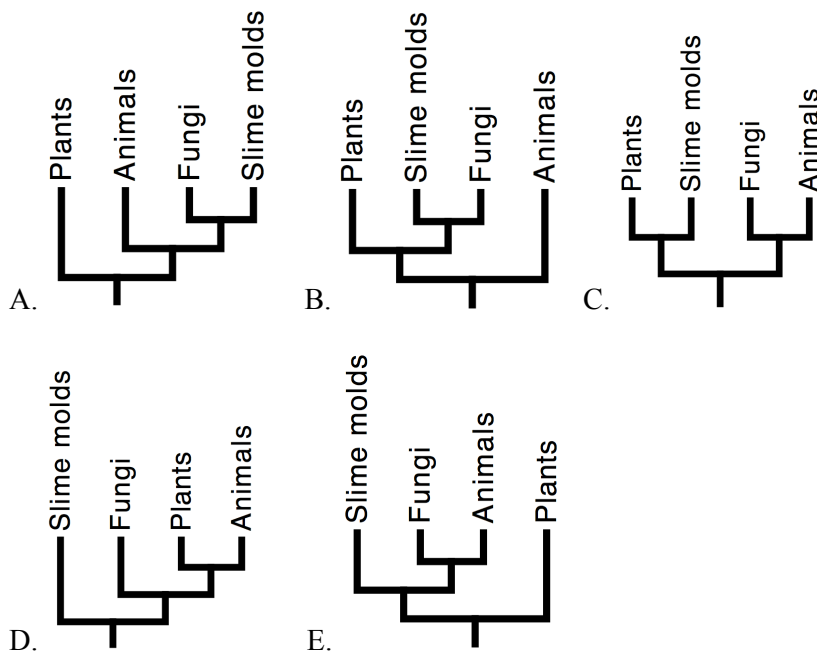 Plants
Animals
Fungi
Slime molds
A.
Plants
Slime molds
Fungi
Animals
B.
Plants
Slime molds
Fungi
Animals
C.
Slime molds
Fungi
Plants
Animals
D.
Slime molds
Fungi
Animals
Plants
E.